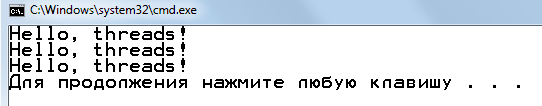 C:\Windows\system32\cmd.exe
Hello, threads!
Hello, threads!
Hello, threads!
Для продолжения нажмите любую клавишу . . .